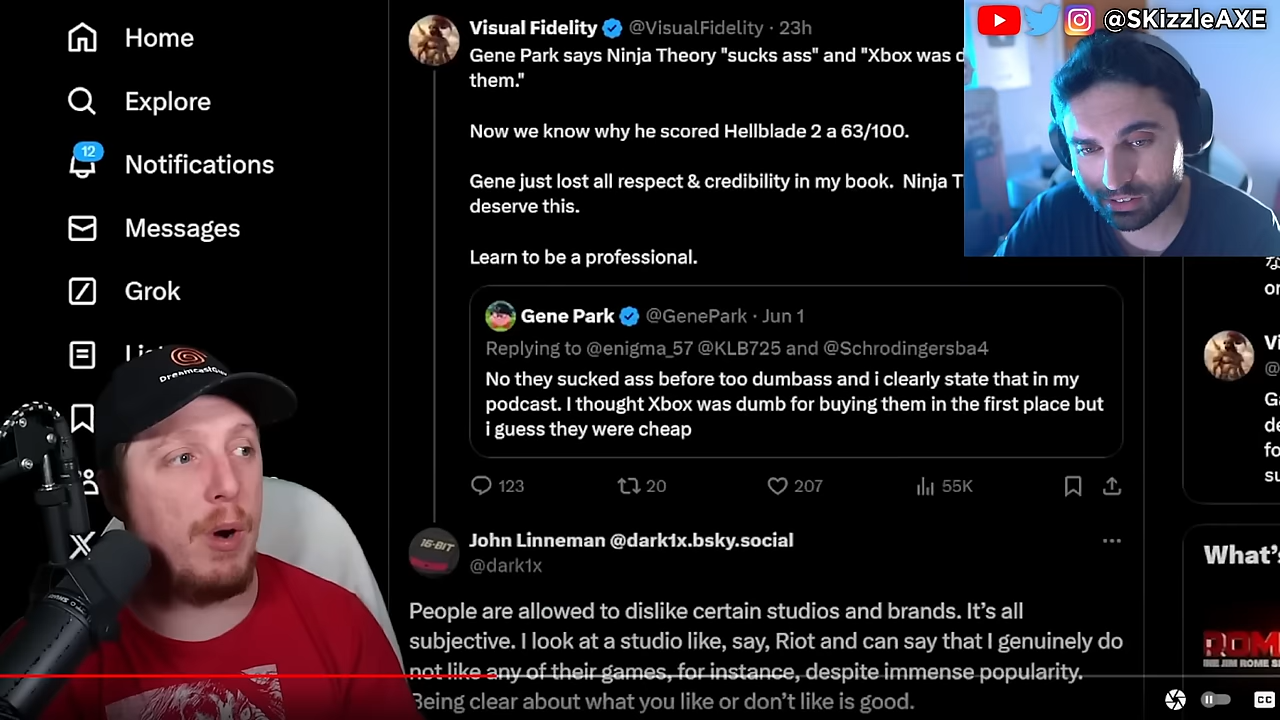 @SKizzleAXE
Home
Explore
12
Notifications
Messages
Grok
Visual Fidelity @VisualFidelity · 23h
Gene Park says Ninja Theory "sucks ass" and "Xbox was
them."
Now we know why he scored Hellblade 2 a 63/100.
Gene just lost all respect & credibility in my book. Ninja
deserve this.
Learn to be a professional.
Gene Park @GenePark · Jun 1
Replying to @enigma_57 @KLB725 and @Schrodingersba4
No they sucked ass before too dumbass and i clearly state that in my
podcast. I thought Xbox was dumb for buying them in the first place but
i guess they were cheap
123 20 207 55K
John Linneman @dark1x.bsky.social
@dark1x
People are allowed to dislike certain studios and brands. It's all
subjective. I look at a studio like, say, Riot and can say that I genuinely do
not like any of their games, for instance, despite immense popularity.
Being clear about what you like or don't like is good.
16-BIT
DreamcastGuy
What's
CC